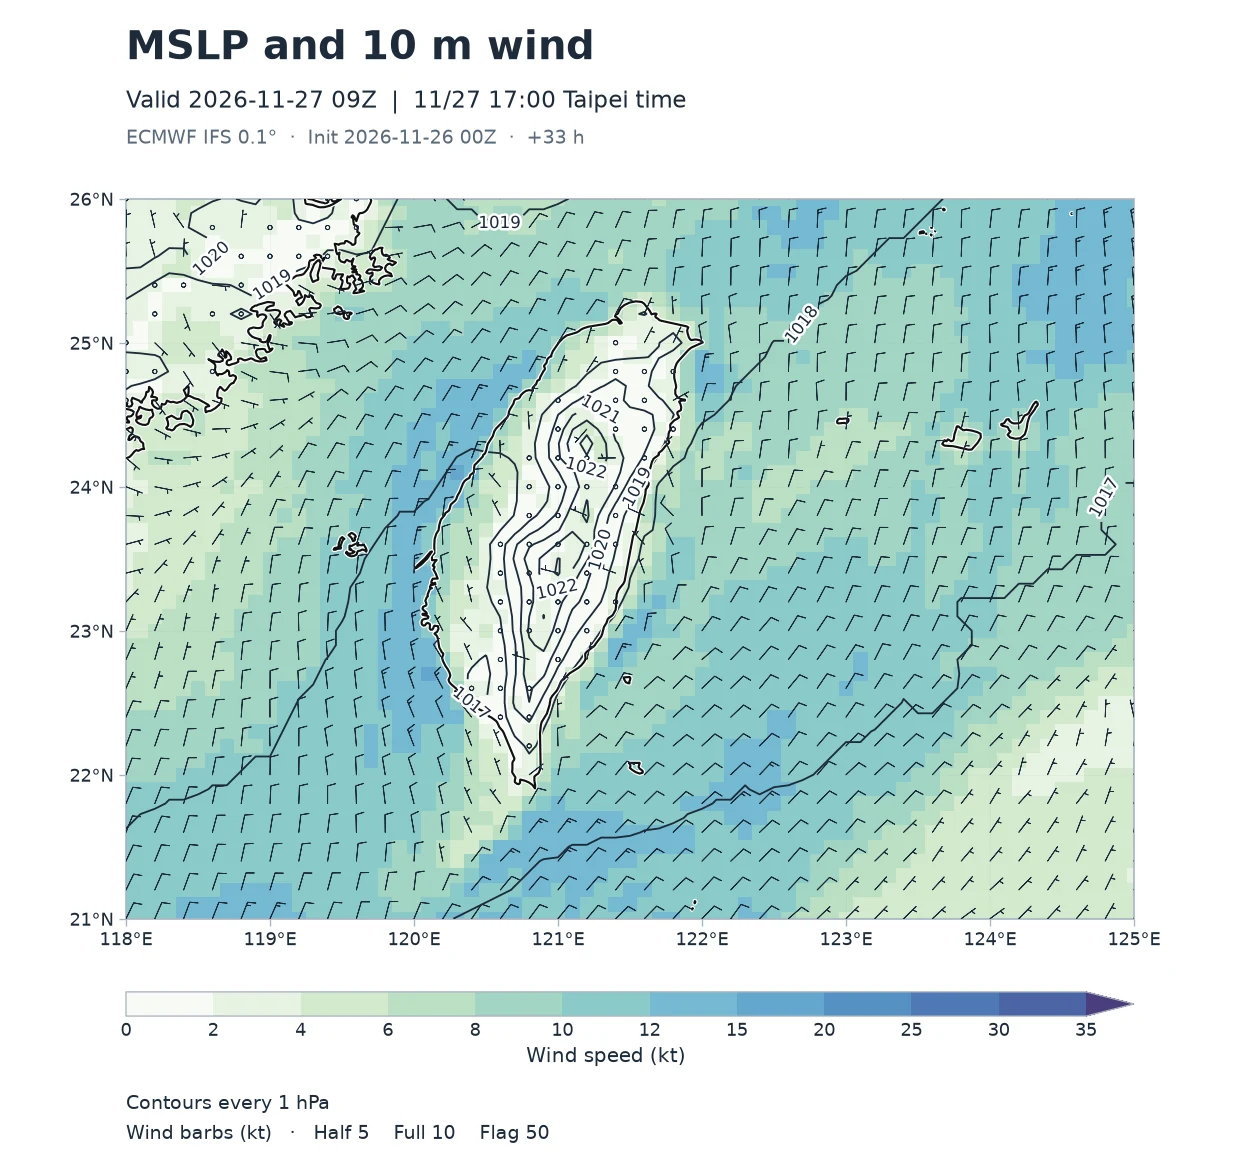 MSLP and 10 m wind
Valid 2026-11-27 09Z | 11/27 17:00 Taipei time
ECMWF IFS 0.1° · Init 2026-11-26 00Z · +33 h
26°N
25°N
24°N
23°N
22°N
21°N
1019
1020
1019
1018
1021
1022
1019
1017
1020
1022
1017
118°E 119°E 120°E 121°E 122°E 123°E 124°E 125°E
0 2 4 6 8 10 12 15 20 25 30 35
Wind speed (kt)
Contours every 1 hPa
Wind barbs (kt) · Half 5 Full 10 Flag 50